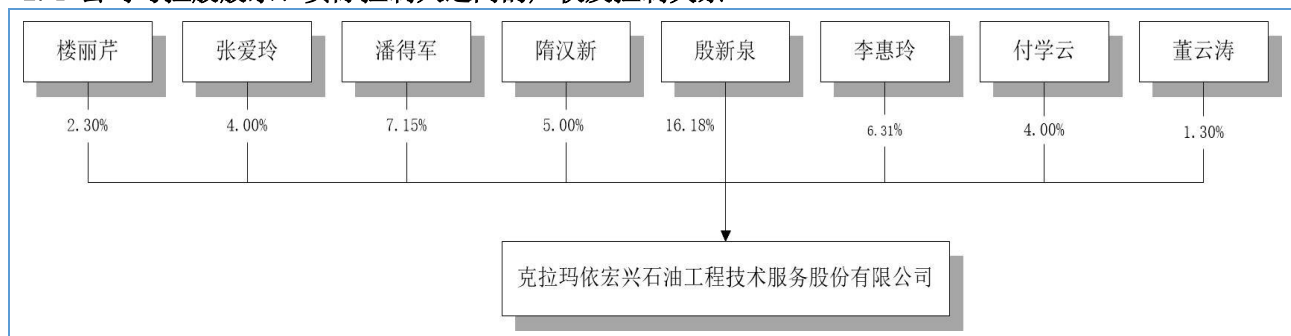 楼丽芹 张爱玲 潘得军 隋汉新 殷新泉 李惠玲 付学云 董云涛
2.30% 4.00% 7.15% 5.00% 16.18% 6.31% 4.00% 1.30%
克拉玛依宏兴石油工程技术服务股份有限公司